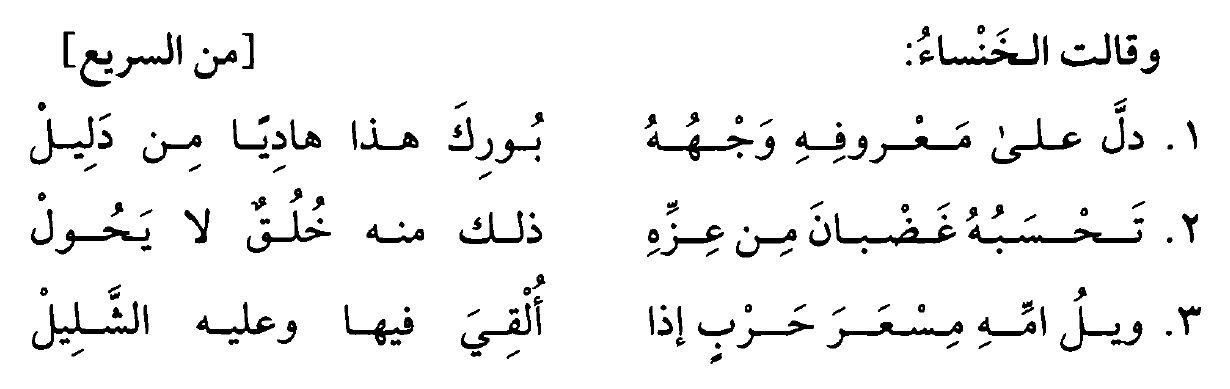 وقالت الخَنْساءُ: [من السريع]
١. دلَّ على مَعْروفِهِ وَجْهُهُ بُورِكَ هذا هادِيًا مِن دَلِيلْ
٢. تَحْسَبُهُ غَضْبانَ مِن عِزِّهِ ذلك منه خُلُقٌ لا يَحُولْ
٣. ويلُ امِّهِ مِسْعَرَ حَرْبٍ إذا أُلْقِيَ فيها وعليه الشَّلِيلْ